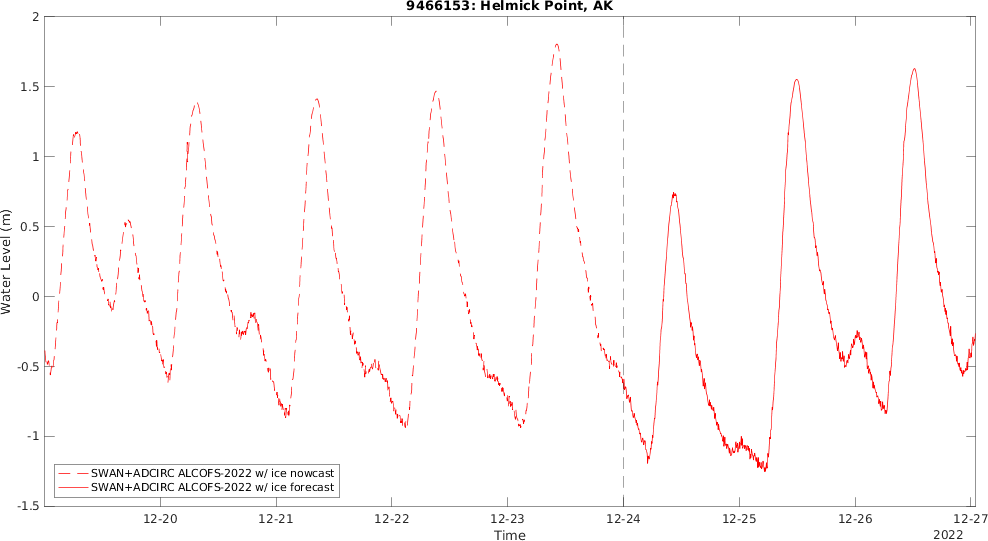 9466153: Helmick Point, AK
2
1.5
1
0.5
0
-0.5
-1
-1.5
Water Level (m)
SWAN+ADCIRC ALCOFS-2022 w/ ice nowcast
SWAN+ADCIRC ALCOFS-2022 w/ ice forecast
12-20 12-21 12-22 12-23 12-24 12-25 12-26 12-27
Time
2022